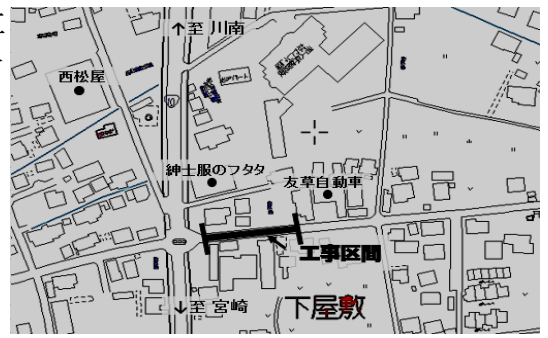 ↑至 川南
西松屋
紳士服のフタタ
友草自動車
工事区間
↓至 宮崎
下屋敷